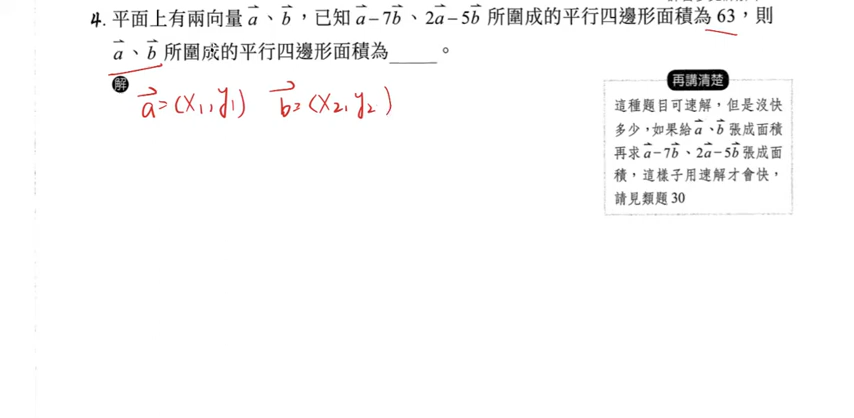 4. 平面上有兩向量 a⃗、b⃗，已知 a⃗－7b⃗、2a⃗－5b⃗ 所圍成的平行四邊形面積為 63，則
a⃗、b⃗ 所圍成的平行四邊形面積為____。
解
a⃗=(x₁, y₁) b⃗=(x₂, y₂)
再講清楚
這種題目可速解，但是沒快
多少，如果給 a⃗、b⃗ 張成面積
再求 a⃗－7b⃗、2a⃗－5b⃗ 張成面
積，這樣子用速解才會快，
請見類題 30